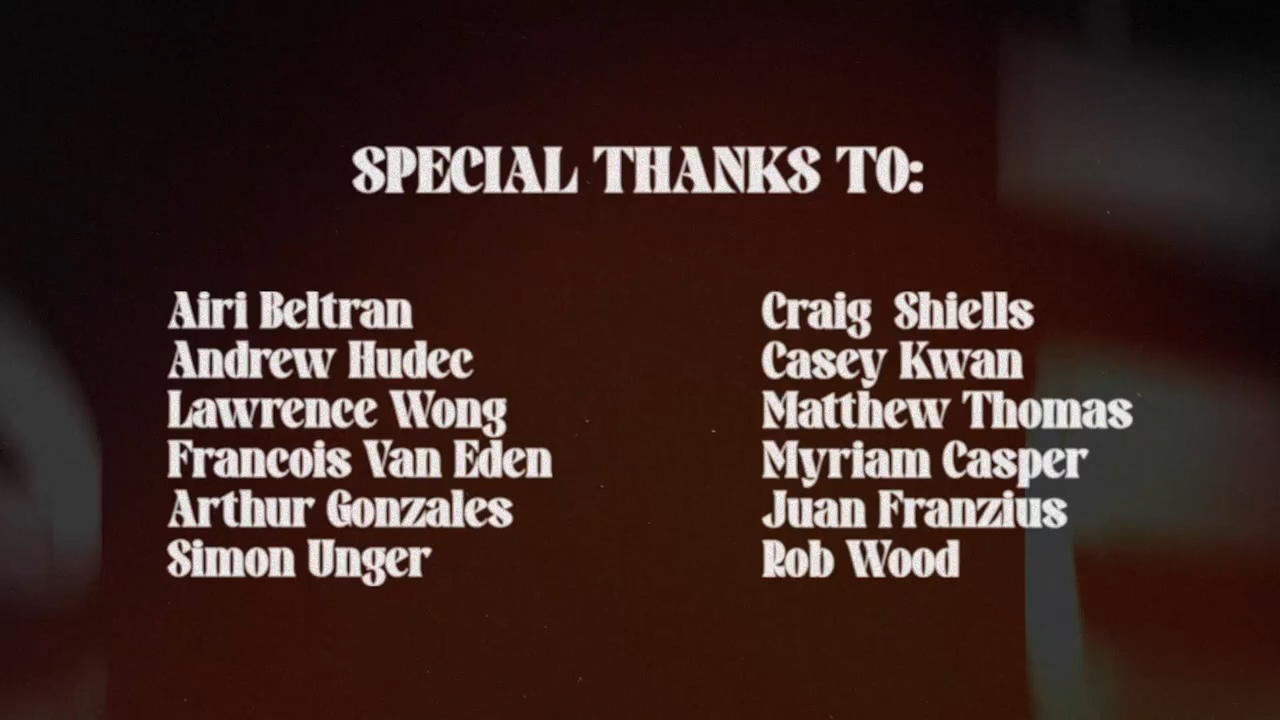 SPECIAL THANKS TO:
Airi Beltran
Andrew Hudec
Lawrence Wong
Francois Van Eden
Arthur Gonzales
Simon Unger
Craig  Shiells
Casey Kwan
Matthew Thomas
Myriam Casper
Juan Franzius
Rob Wood